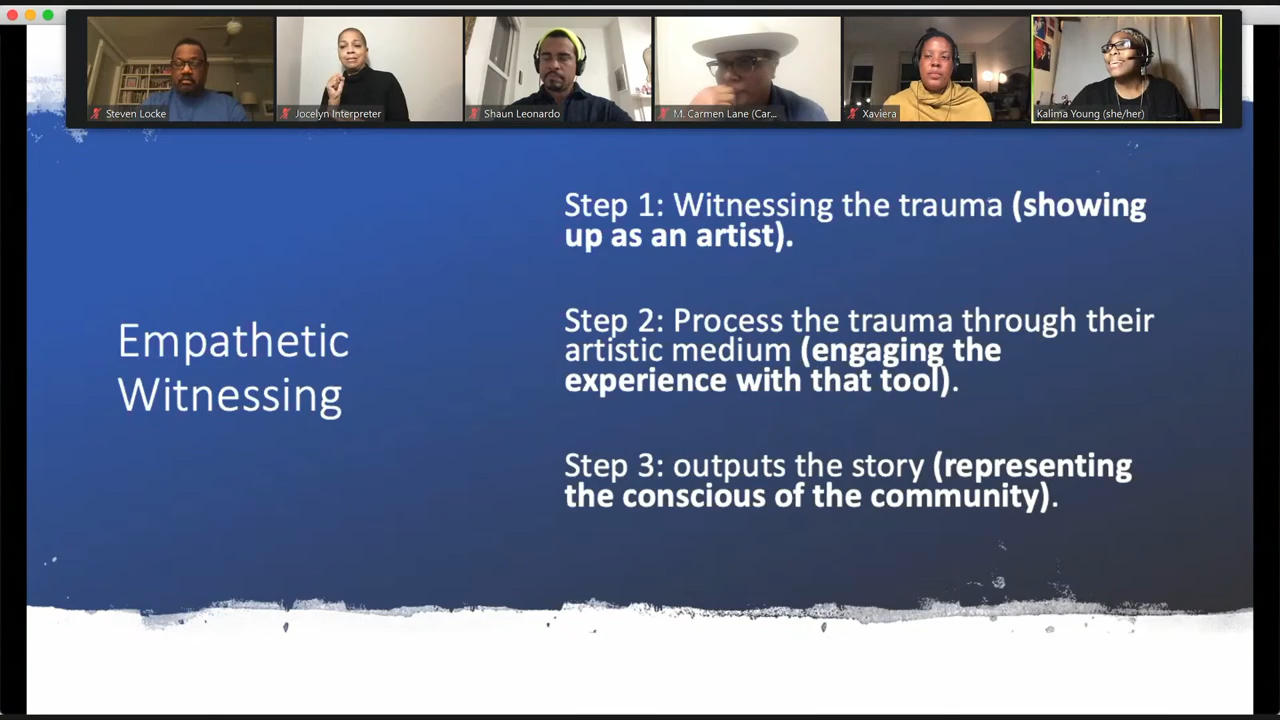 Steven Locke
Jocelyn Interpreter
Shaun Leonardo
M. Carmen Lane (Car...
Xaviera
Kalima Young (she/her)
Empathetic
Witnessing
Step 1: Witnessing the trauma (showing
up as an artist).
Step 2: Process the trauma through their
artistic medium (engaging the
experience with that tool).
Step 3: outputs the story (representing
the conscious of the community).